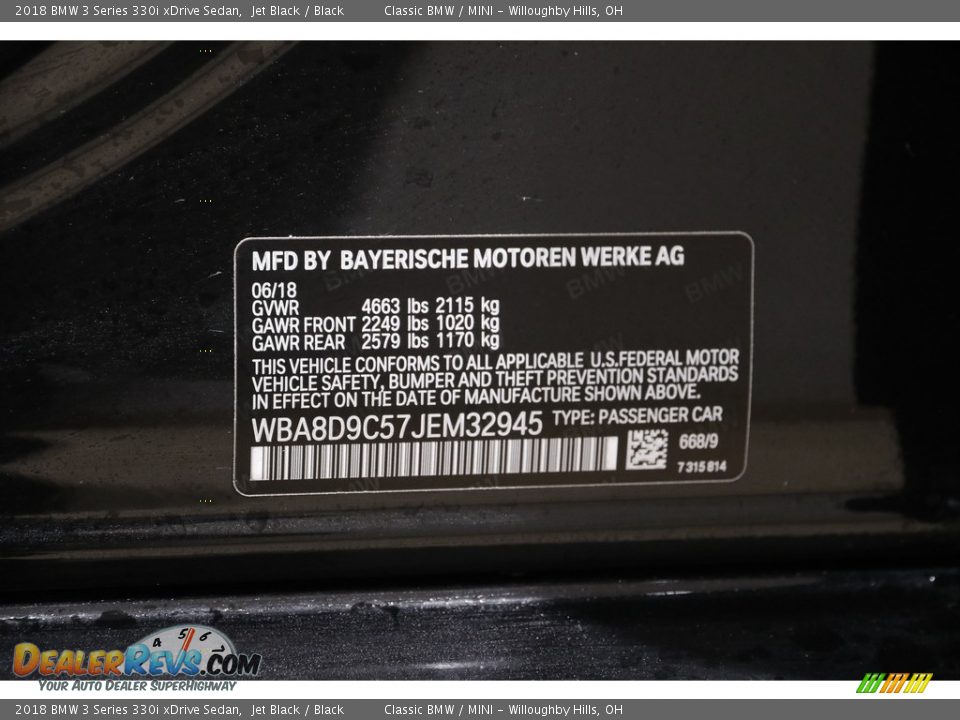 2018 BMW 3 Series 330i xDrive Sedan, Jet Black / Black Classic BMW / MINI – Willoughby Hills, OH
MFD BY BAYERISCHE MOTOREN WERKE AG
06/18
GVWR 4663 lbs 2115 kg
GAWR FRONT 2249 lbs 1020 kg
GAWR REAR 2579 lbs 1170 kg
THIS VEHICLE CONFORMS TO ALL APPLICABLE U.S.FEDERAL MOTOR
VEHICLE SAFETY, BUMPER AND THEFT PREVENTION STANDARDS
IN EFFECT ON THE DATE OF MANUFACTURE SHOWN ABOVE.
WBA8D9C57JEM32945 TYPE: PASSENGER CAR
668/9
7 315 814
4 5 6
DEALERREVS.COM
YOUR AUTO DEALER SUPERHIGHWAY
2018 BMW 3 Series 330i xDrive Sedan, Jet Black / Black Classic BMW / MINI – Willoughby Hills, OH